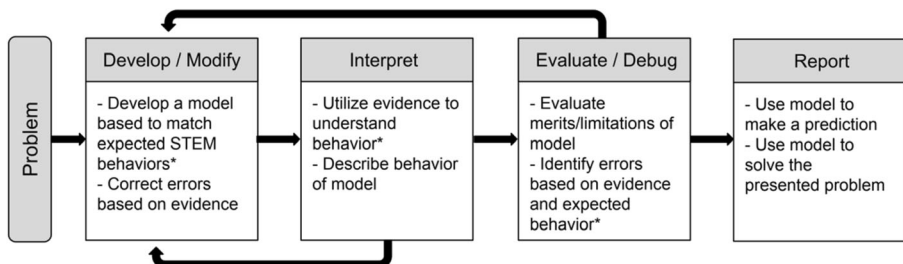 Problem
Develop / Modify
- Develop a model
based to match
expected STEM
behaviors*
- Correct errors
based on evidence
Interpret
- Utilize evidence to
understand
behavior*
- Describe behavior
of model
Evaluate / Debug
- Evaluate
merits/limitations of
model
- Identify errors
based on evidence
and expected
behavior*
Report
- Use model to
make a prediction
- Use model to
solve the
presented problem